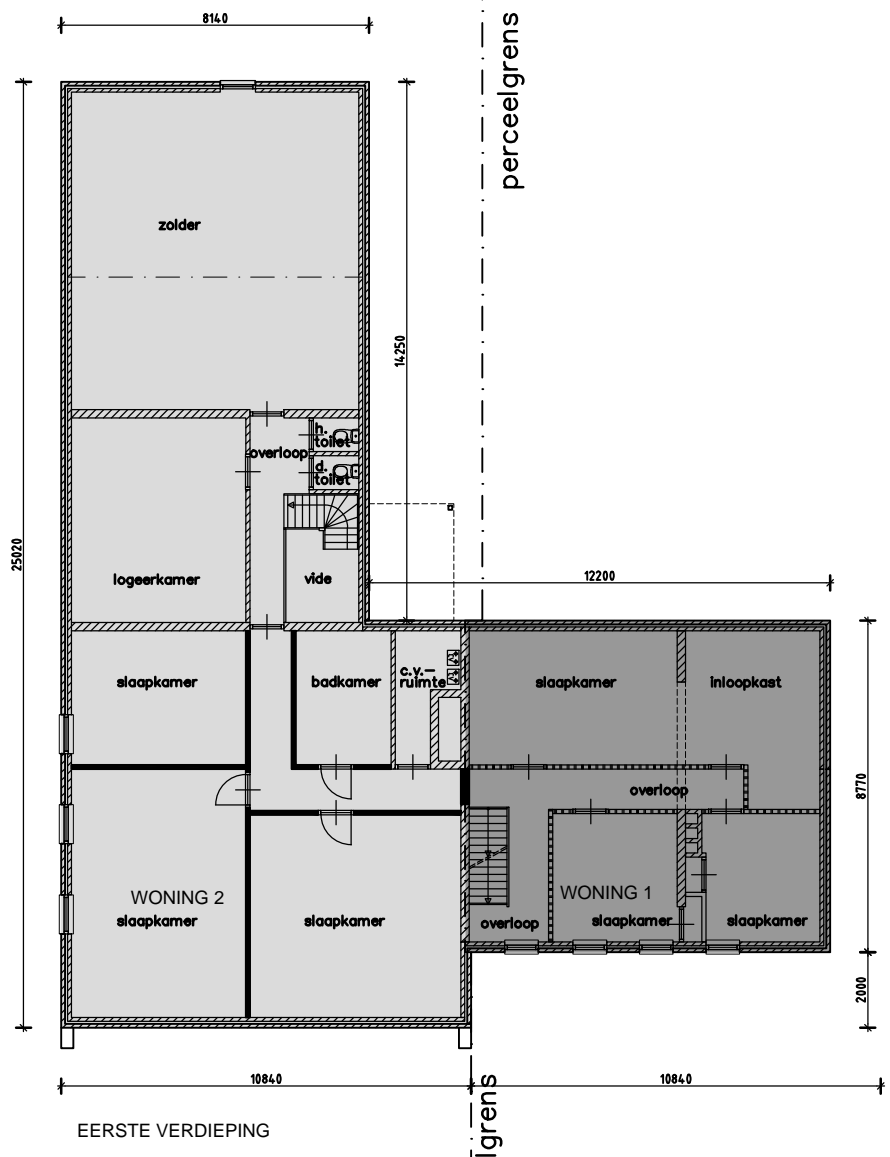 8140
perceelgrens
zolder
14250
25020
h.
toilet
overloop
d.
toilet
logeerkamer
vide
12200
slaapkamer
badkamer
c.v.-
ruimte
slaapkamer
inloopkast
overloop
8770
WONING 2
slaapkamer
slaapkamer
overloop
WONING 1
slaapkamer
slaapkamer
2000
10840
10840
lgrens
EERSTE VERDIEPING